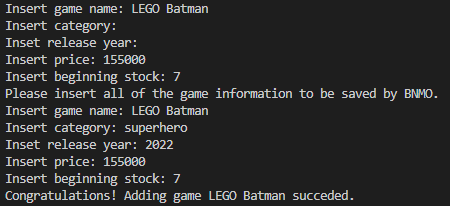 Insert game name: LEGO Batman
Insert category:
Inset release year:
Insert price: 155000
Insert beginning stock: 7
Please insert all of the game information to be saved by BNMO.
Insert game name: LEGO Batman
Insert category: superhero
Inset release year: 2022
Insert price: 155000
Insert beginning stock: 7
Congratulations! Adding game LEGO Batman succeded.